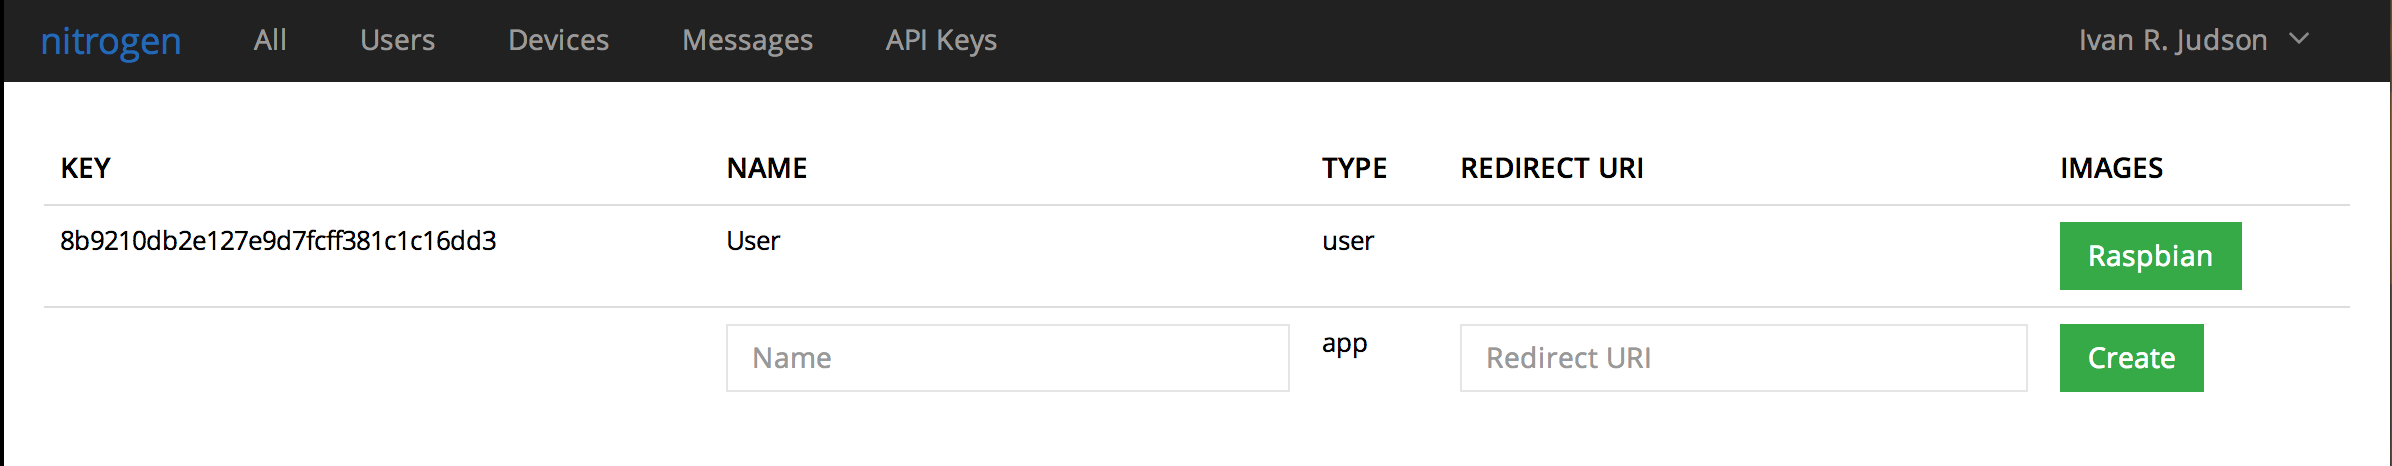 nitrogen All Users Devices Messages API Keys Ivan R. Judson
KEY NAME TYPE REDIRECT URI IMAGES
8b9210db2e127e9d7fcff381c1c16dd3 User user Raspbian
Name app Redirect URI Create